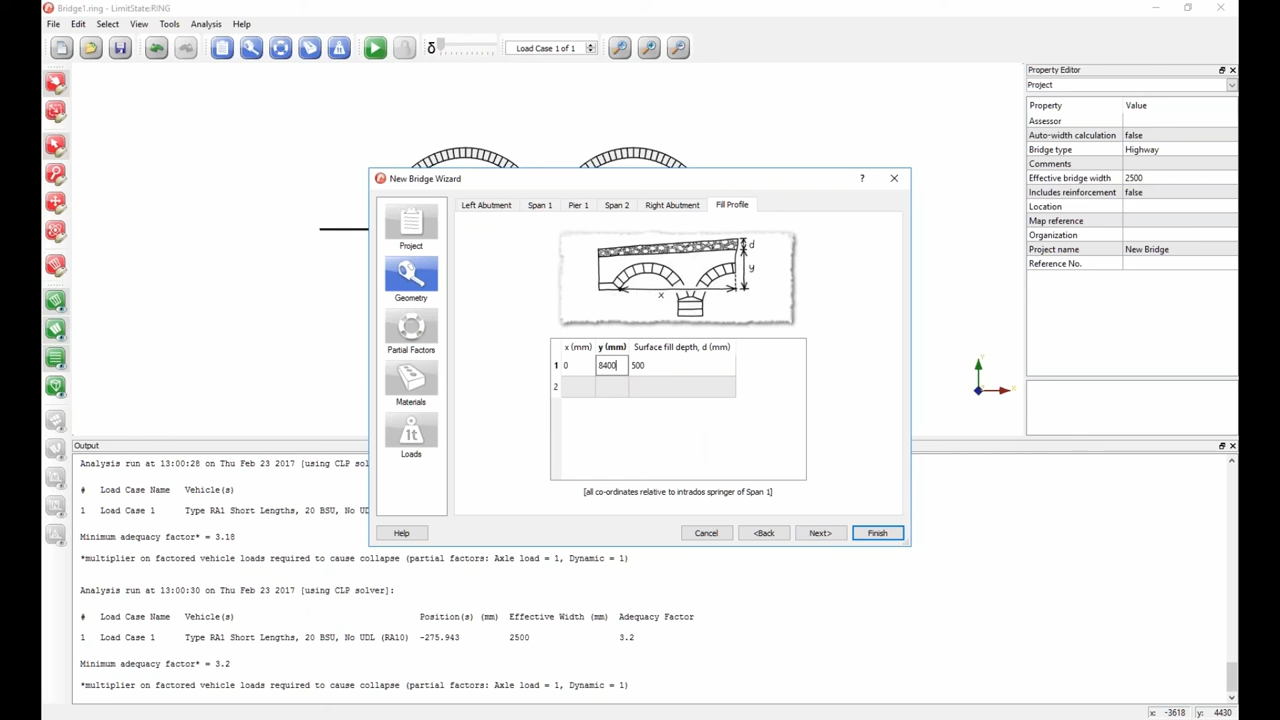 Bridge1.ring - LimitState:RING
File Edit Select View Tools Analysis Help
δ Load Case 1 of 1
Property Editor
Project
Property Value
Assessor
Auto-width calculation false
Bridge type Highway
Comments
Effective bridge width 2500
Includes reinforcement false
Location
Map reference
Organization
Project name New Bridge
Reference No.
New Bridge Wizard
?
Project
Geometry
Partial Factors
Materials
1t
Loads
Left Abutment Span 1 Pier 1 Span 2 Right Abutment Fill Profile
d
y
x
x (mm) y (mm) Surface fill depth, d (mm)
1 0 8400 500
2
[all co-ordinates relative to intrados springer of Span 1]
Help Cancel <Back Next> Finish
Y
X
Output
Analysis run at 13:00:28 on Thu Feb 23 2017 [using CLP sol
# Load Case Name Vehicle(s)
1 Load Case 1 Type RA1 Short Lengths, 20 BSU, No UD
Minimum adequacy factor* = 3.18
*multiplier on factored vehicle loads required to cause collapse (partial factors: Axle load = 1, Dynamic = 1)
Analysis run at 13:00:30 on Thu Feb 23 2017 [using CLP solver]:
# Load Case Name Vehicle(s) Position(s) (mm) Effective Width (mm) Adequacy Factor
1 Load Case 1 Type RA1 Short Lengths, 20 BSU, No UDL (RA10) -275.943 2500 3.2
Minimum adequacy factor* = 3.2
*multiplier on factored vehicle loads required to cause collapse (partial factors: Axle load = 1, Dynamic = 1)
x: -3618 y: 4430